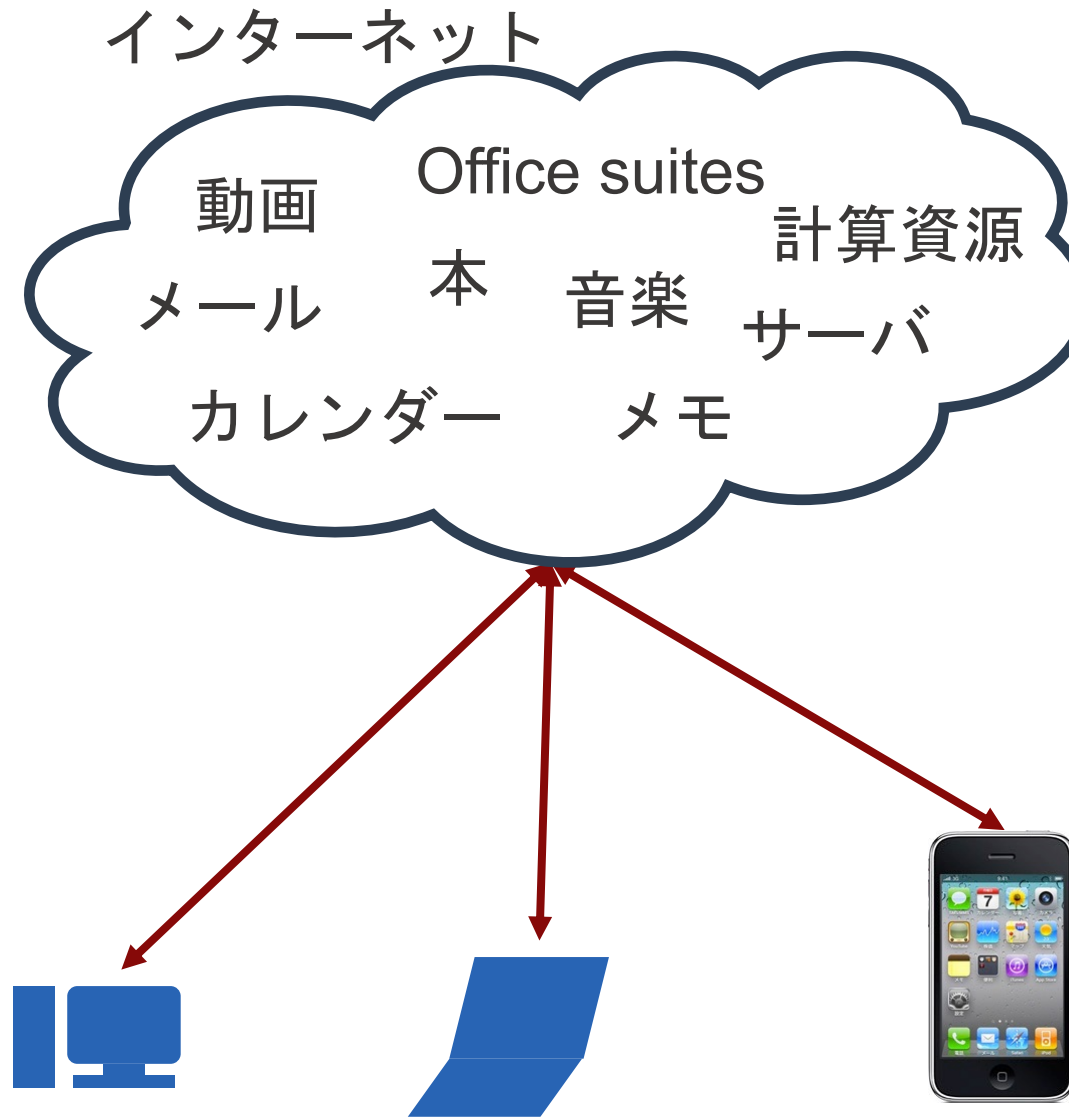 インターネット
Office suites
動画
計算資源
本
音楽
メール
サーバ
カレンダー
メモ
7